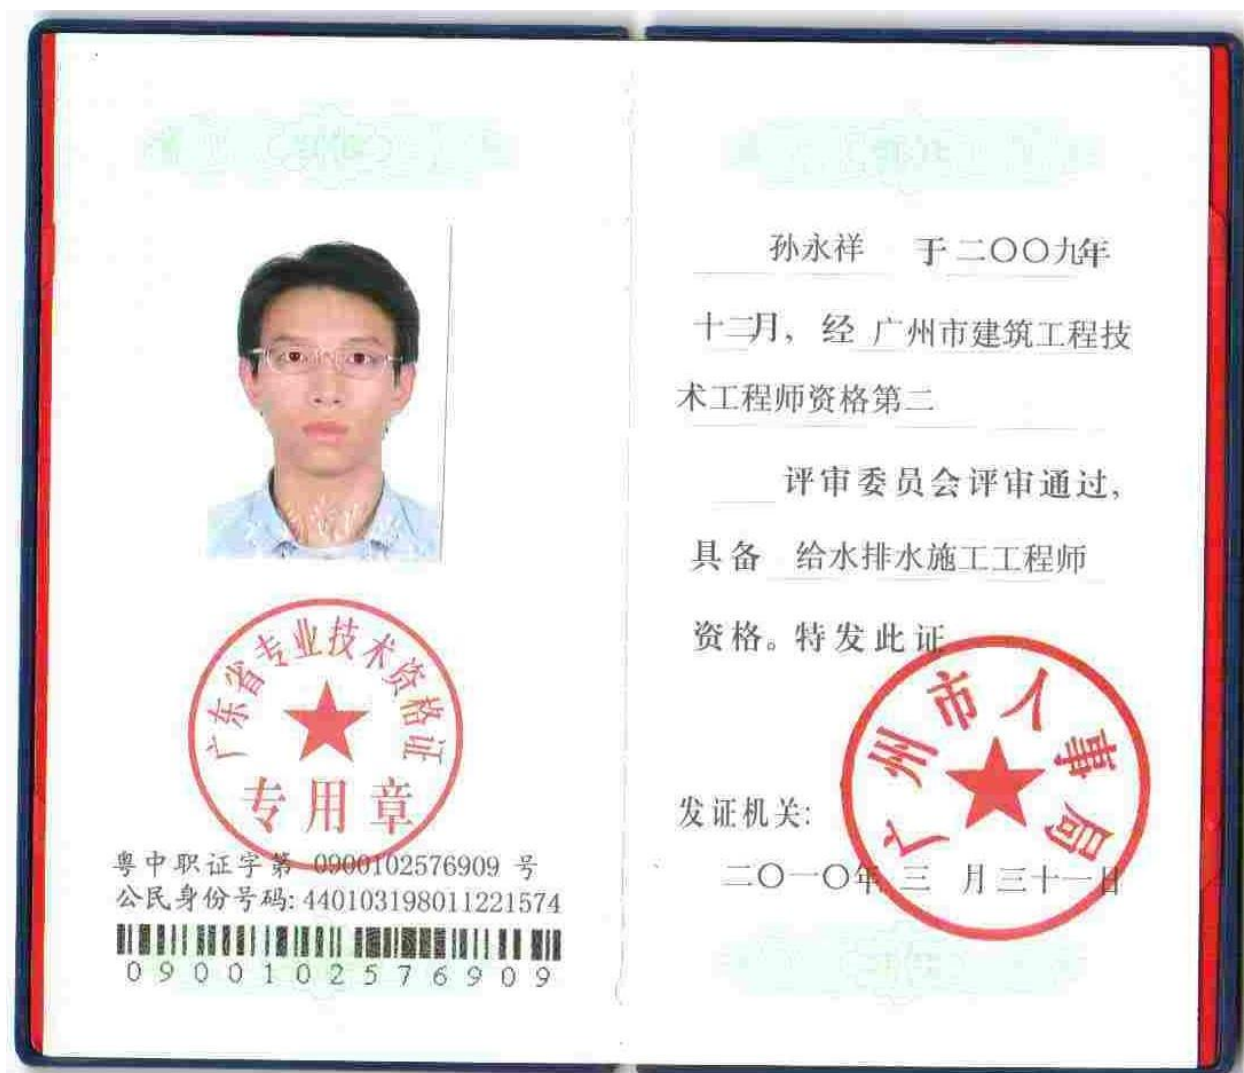 广东省专业技术资格证
专用章
粤中职证字第 0900102576909 号
公民身份号码: 440103198011221574
0900102576909
孙永祥 于二〇〇九年
十二月, 经 广州市建筑工程技
术工程师资格第二
评审委员会评审通过,
具备 给水排水施工工程师
资格。特发此证
广州市人事局
发证机关:
二〇一〇年 三 月三十一日